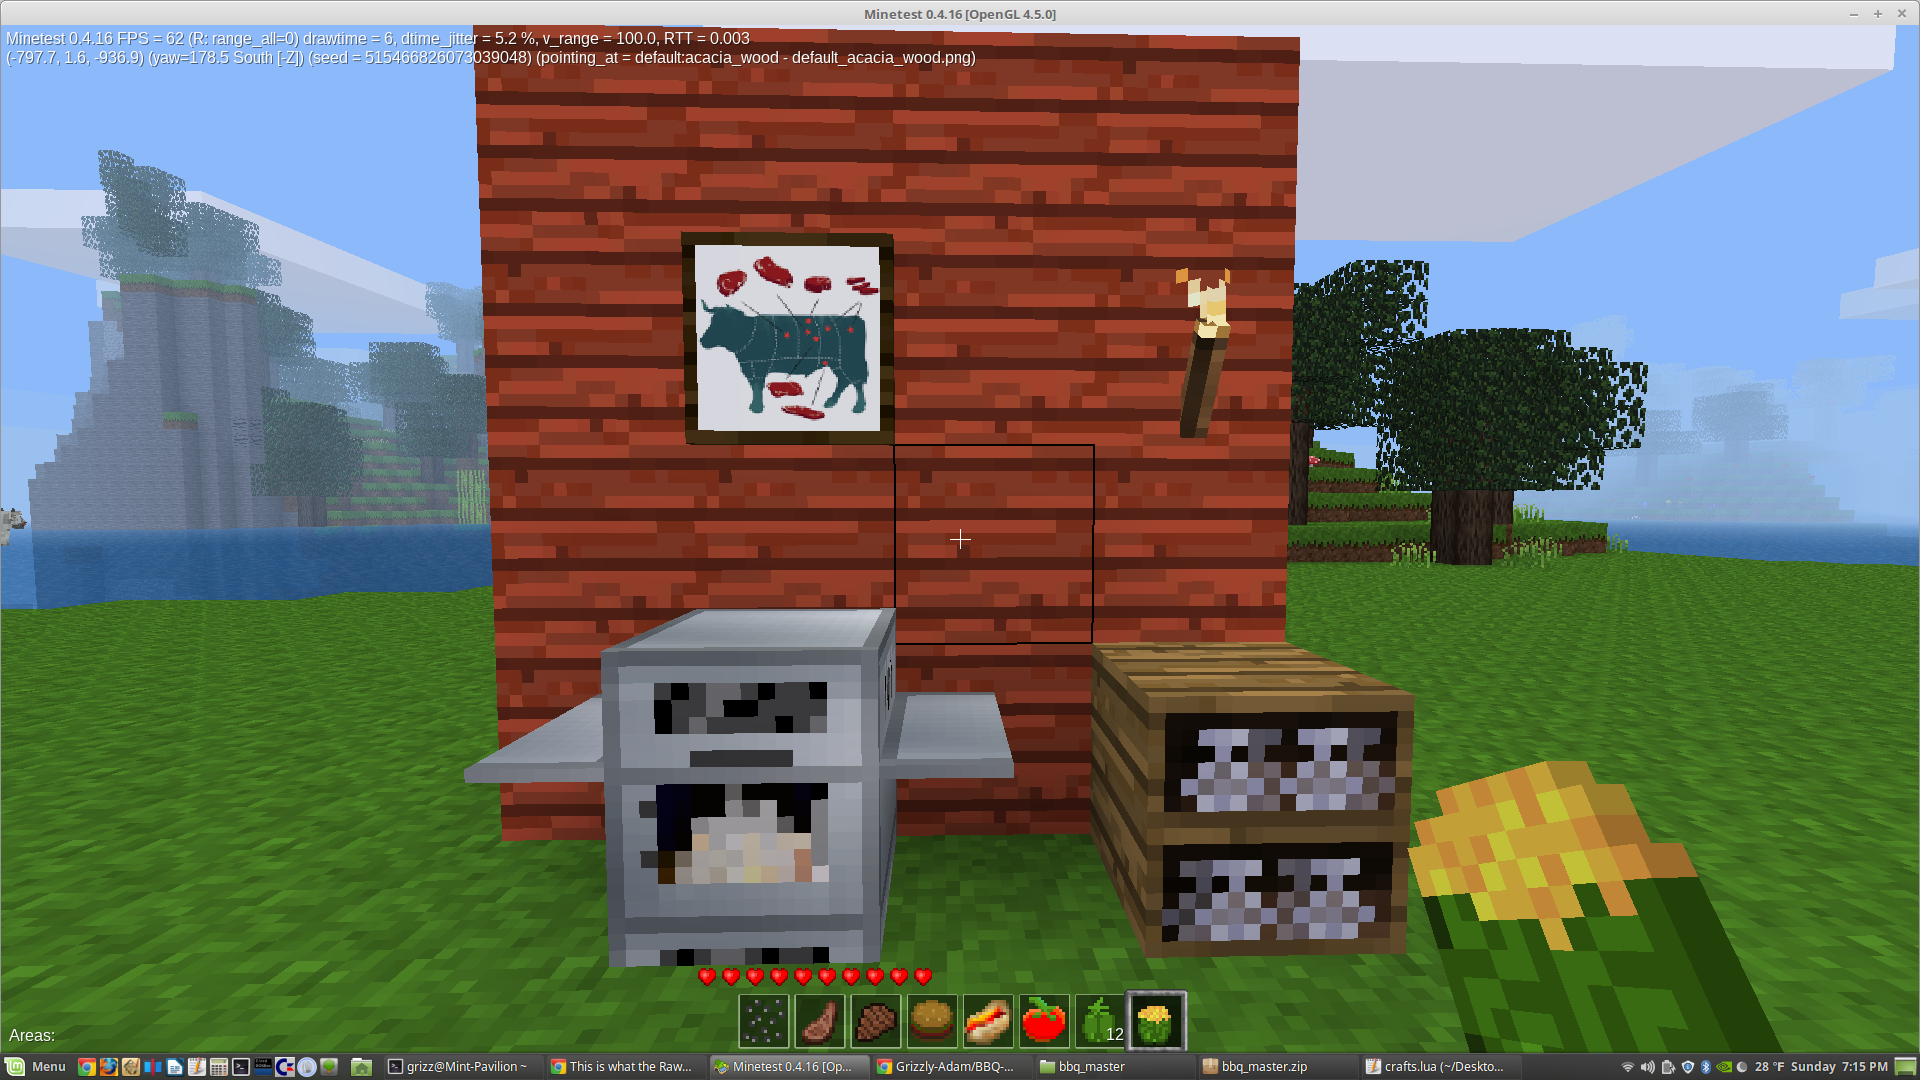 Minetest 0.4.16 [OpenGL 4.5.0]
Minetest 0.4.16 FPS = 62 (R: range_all=0) drawtime = 6, dtime_jitter = 5.2 %, v_range = 100.0, RTT = 0.003
(-797.7, 1.6, -936.9) (yaw=178.5 South [-Z]) (seed = 515466826073039048) (pointing_at = default:acacia_wood - default_acacia_wood.png)
12
Areas:
Menu
grizz@Mint-Pavilion ~
This is what the Raw...
Minetest 0.4.16 [Op...
Grizzly-Adam/BBQ-...
bbq_master
bbq_master.zip
crafts.lua (~/Deskto...
28 °F Sunday 7:15 PM